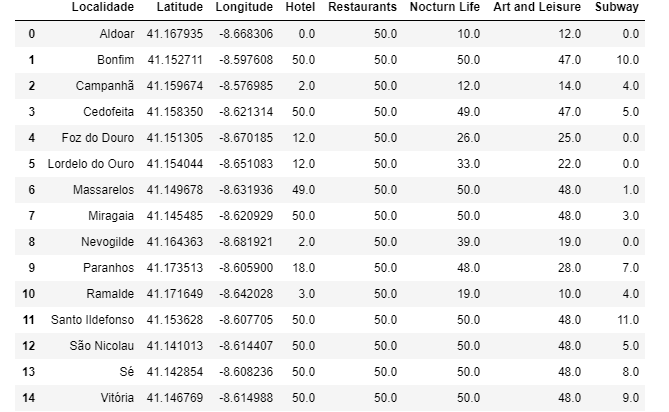 Localidade Latitude Longitude Hotel Restaurants Nocturn Life Art and Leisure Subway
0 Aldoar 41.167935 -8.668306 0.0 50.0 10.0 12.0 0.0
1 Bonfim 41.152711 -8.597608 50.0 50.0 50.0 47.0 10.0
2 Campanhã 41.159674 -8.576985 2.0 50.0 12.0 14.0 4.0
3 Cedofeita 41.158350 -8.621314 50.0 50.0 49.0 47.0 5.0
4 Foz do Douro 41.151305 -8.670185 12.0 50.0 26.0 25.0 0.0
5 Lordelo do Ouro 41.154044 -8.651083 12.0 50.0 33.0 22.0 0.0
6 Massarelos 41.149678 -8.631936 49.0 50.0 50.0 48.0 1.0
7 Miragaia 41.145485 -8.620929 50.0 50.0 50.0 48.0 3.0
8 Nevogilde 41.164363 -8.681921 2.0 50.0 39.0 19.0 0.0
9 Paranhos 41.173513 -8.605900 18.0 50.0 48.0 28.0 7.0
10 Ramalde 41.171649 -8.642028 3.0 50.0 19.0 10.0 4.0
11 Santo Ildefonso 41.153628 -8.607705 50.0 50.0 50.0 48.0 11.0
12 São Nicolau 41.141013 -8.614407 50.0 50.0 50.0 48.0 5.0
13 Sé 41.142854 -8.608236 50.0 50.0 50.0 48.0 8.0
14 Vitória 41.146769 -8.614988 50.0 50.0 50.0 48.0 9.0